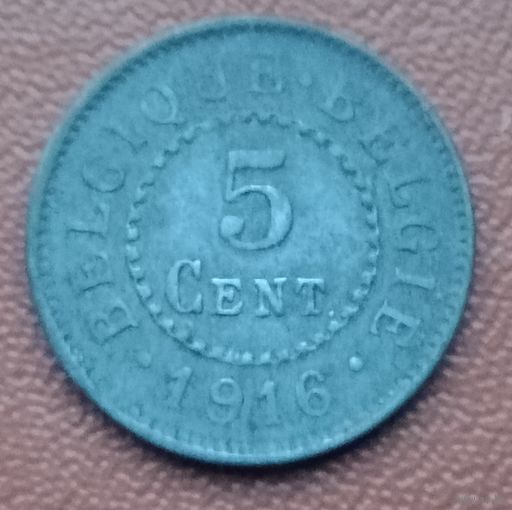 BELGIQUE · BELGIE
5
CENT.
· 1916 ·